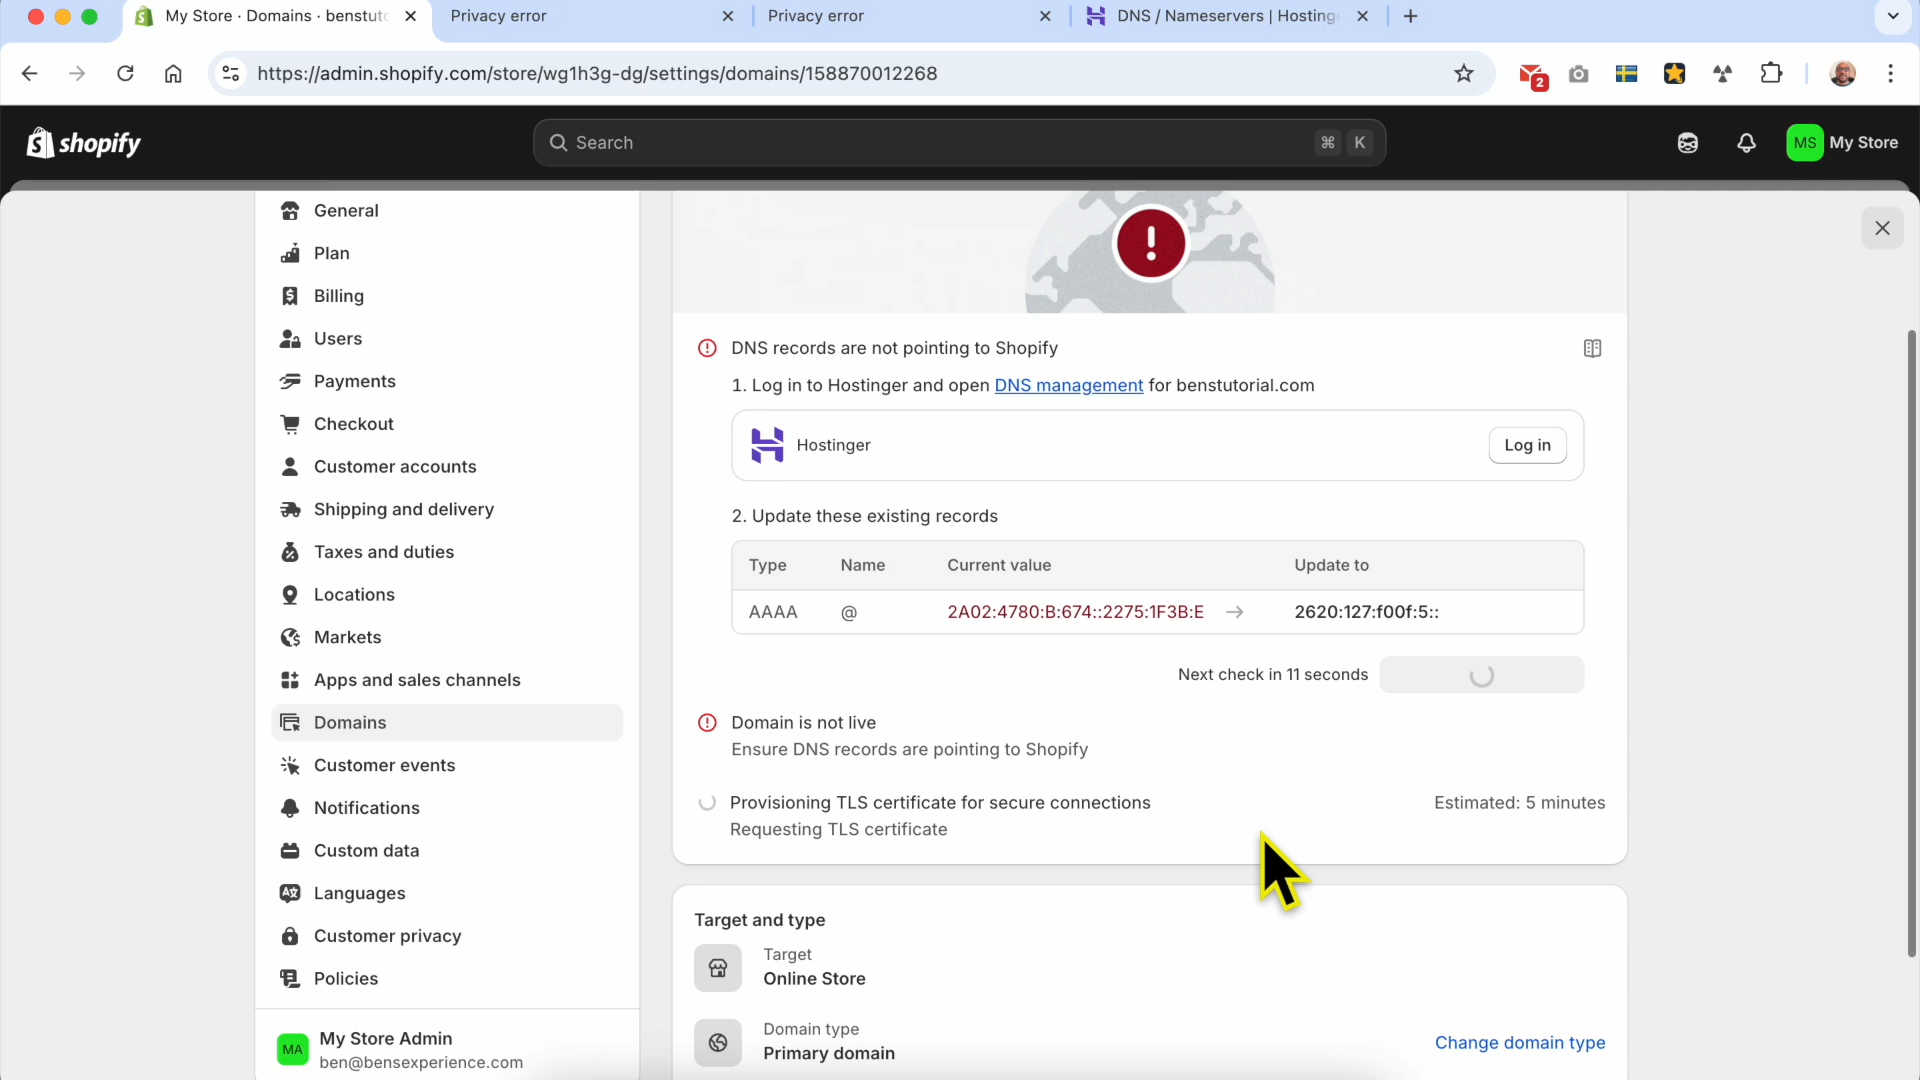 My Store · Domains · benstuto
Privacy error
Privacy error
DNS / Nameservers | Hosting
https://admin.shopify.com/store/wg1h3g-dg/settings/domains/158870012268
2
shopify
Search
⌘ K
MS My Store
General
Plan
Billing
Users
Payments
Checkout
Customer accounts
Shipping and delivery
Taxes and duties
Locations
Markets
Apps and sales channels
Domains
Customer events
Notifications
Custom data
Languages
Customer privacy
Policies
MA
My Store Admin
ben@bensexperience.com
DNS records are not pointing to Shopify
1. Log in to Hostinger and open DNS management for benstutorial.com
Hostinger
Log in
2. Update these existing records
Type Name Current value Update to
AAAA @ 2A02:4780:B:674::2275:1F3B:E → 2620:127:f00f:5::
Next check in 11 seconds
Domain is not live
Ensure DNS records are pointing to Shopify
Provisioning TLS certificate for secure connections Estimated: 5 minutes
Requesting TLS certificate
Target and type
Target
Online Store
Domain type
Primary domain
Change domain type